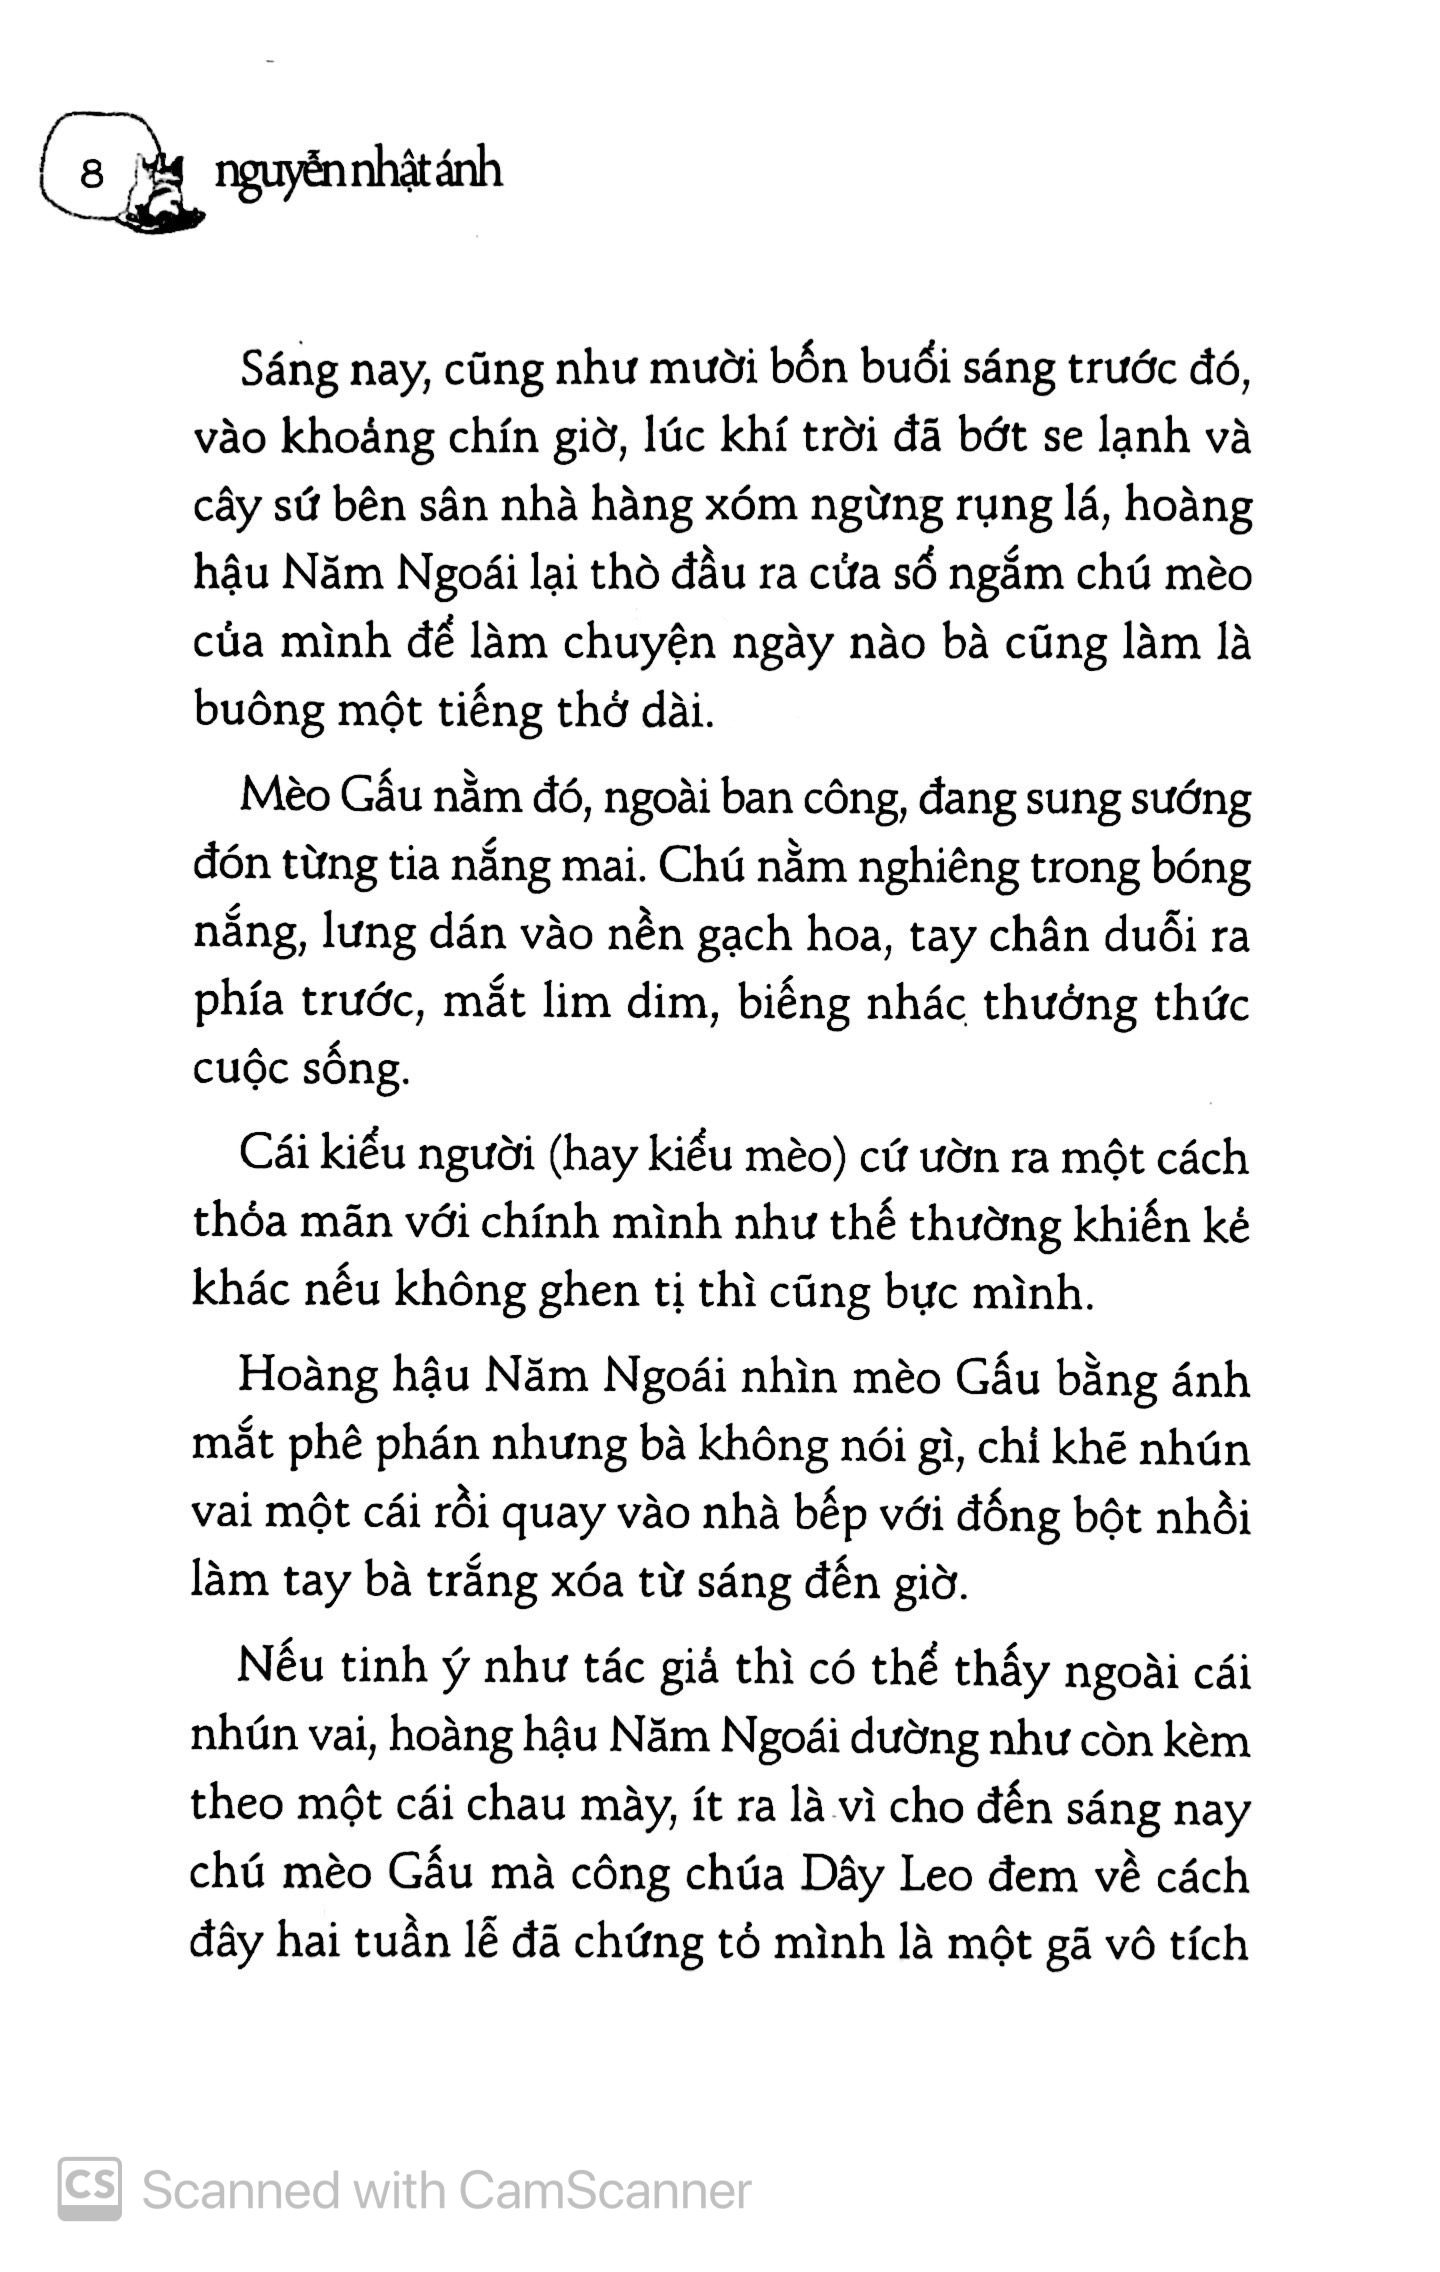 8
nguyễn nhật ánh
Sáng nay, cũng như mười bốn buổi sáng trước đó,
vào khoảng chín giờ, lúc khí trời đã bớt se lạnh và
cây sứ bên sân nhà hàng xóm ngừng rụng lá, hoàng
hậu Năm Ngoái lại thò đầu ra cửa sổ ngắm chú mèo
của mình để làm chuyện ngày nào bà cũng làm là
buông một tiếng thở dài.
Mèo Gấu nằm đó, ngoài ban công, đang sung sướng
đón từng tia nắng mai. Chú nằm nghiêng trong bóng
nắng, lưng dán vào nền gạch hoa, tay chân duỗi ra
phía trước, mắt lim dim, biếng nhác thưởng thức
cuộc sống.
Cái kiểu người (hay kiểu mèo) cứ ườn ra một cách
thỏa mãn với chính mình như thế thường khiến kẻ
khác nếu không ghen tị thì cũng bực mình.
Hoàng hậu Năm Ngoái nhìn mèo Gấu bằng ánh
mắt phê phán nhưng bà không nói gì, chỉ khẽ nhún
vai một cái rồi quay vào nhà bếp với đống bột nhồi
làm tay bà trắng xóa từ sáng đến giờ.
Nếu tinh ý như tác giả thì có thể thấy ngoài cái
nhún vai, hoàng hậu Năm Ngoái dường như còn kèm
theo một cái chau mày, ít ra là vì cho đến sáng nay
chú mèo Gấu mà công chúa Dây Leo đem về cách
đây hai tuần lễ đã chứng tỏ mình là một gã vô tích
CS Scanned with CamScanner